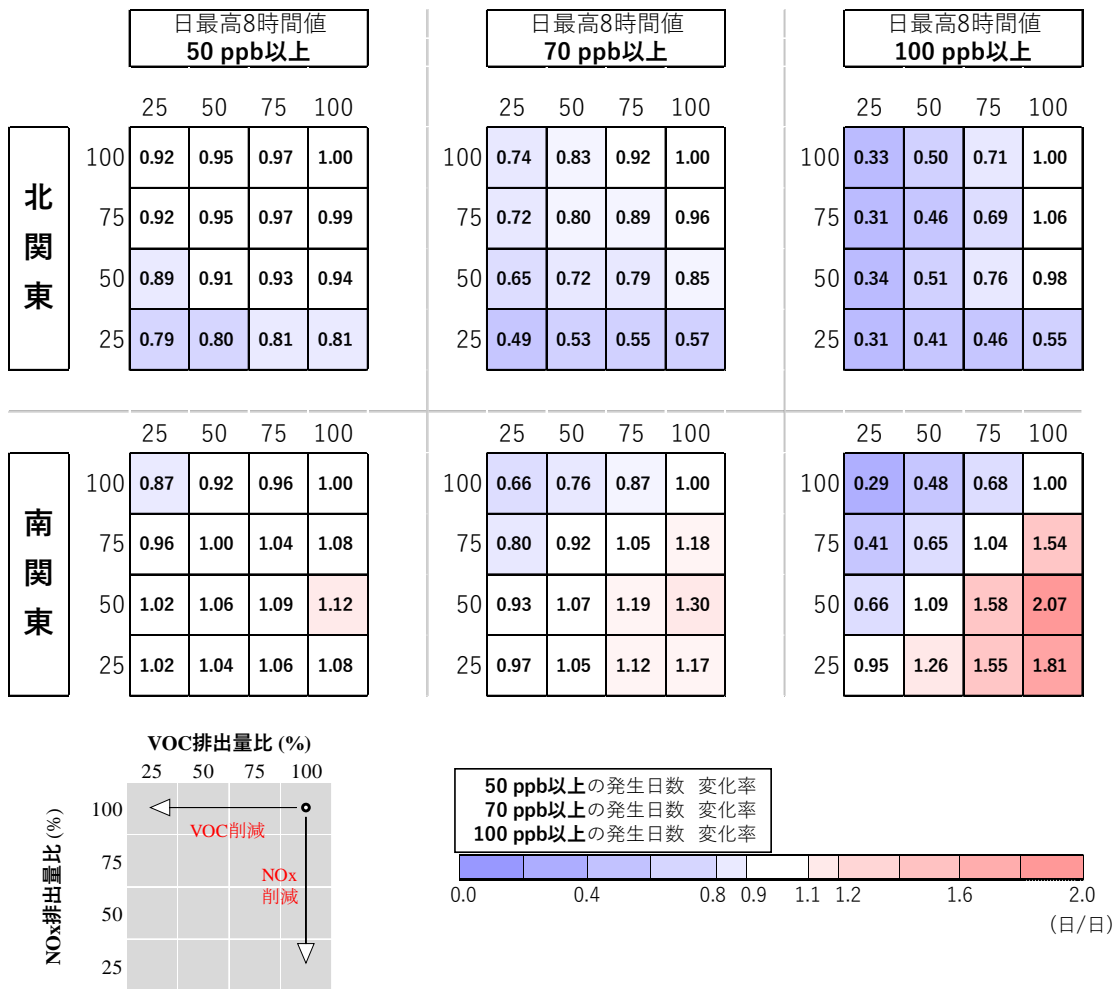 日最高8時間値
50 ppb以上
日最高8時間値
70 ppb以上
日最高8時間値
100 ppb以上
北関東
25 50 75 100
100 0.92 0.95 0.97 1.00
75 0.92 0.95 0.97 0.99
50 0.89 0.91 0.93 0.94
25 0.79 0.80 0.81 0.81
25 50 75 100
100 0.74 0.83 0.92 1.00
75 0.72 0.80 0.89 0.96
50 0.65 0.72 0.79 0.85
25 0.49 0.53 0.55 0.57
25 50 75 100
100 0.33 0.50 0.71 1.00
75 0.31 0.46 0.69 1.06
50 0.34 0.51 0.76 0.98
25 0.31 0.41 0.46 0.55
南関東
25 50 75 100
100 0.87 0.92 0.96 1.00
75 0.96 1.00 1.04 1.08
50 1.02 1.06 1.09 1.12
25 1.02 1.04 1.06 1.08
25 50 75 100
100 0.66 0.76 0.87 1.00
75 0.80 0.92 1.05 1.18
50 0.93 1.07 1.19 1.30
25 0.97 1.05 1.12 1.17
25 50 75 100
100 0.29 0.48 0.68 1.00
75 0.41 0.65 1.04 1.54
50 0.66 1.09 1.58 2.07
25 0.95 1.26 1.55 1.81
VOC排出量比 (%)
25 50 75 100
NOx排出量比 (%)
100
75
50
25
VOC削減
NOx
削減
50 ppb以上の発生日数 変化率
70 ppb以上の発生日数 変化率
100 ppb以上の発生日数 変化率
0.0 0.4 0.8 0.9 1.1 1.2 1.6 2.0
(日/日)